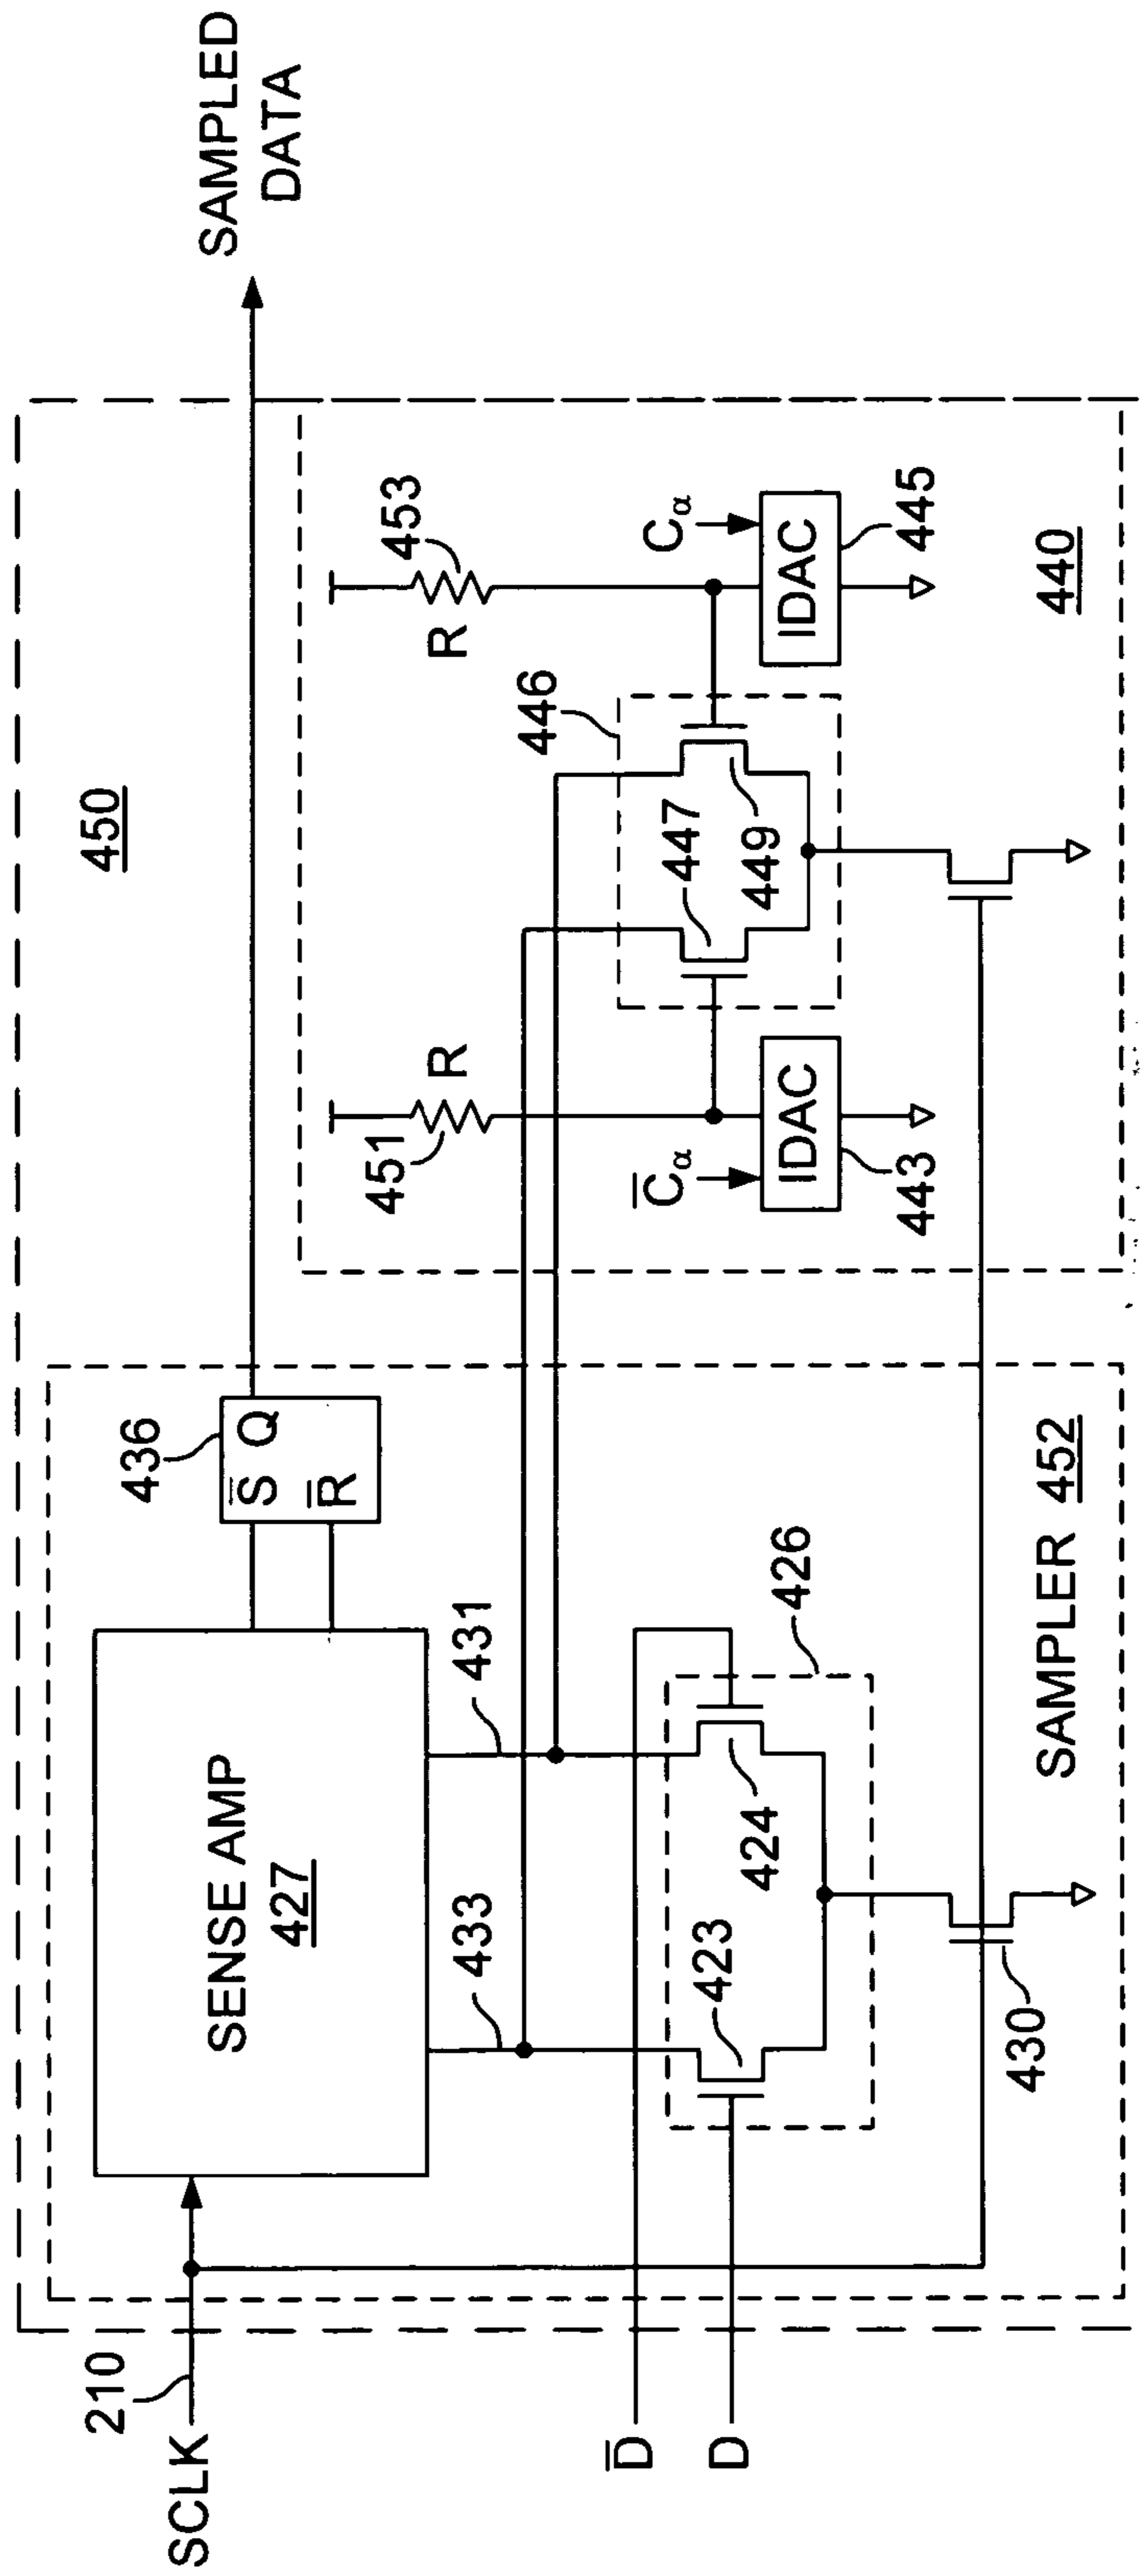 SCLK
210
D̅
D
SENSE AMP
427
433
431
436
S̅ Q
R̅
423
424
426
430
SAMPLER 452
450
451
R
C̅α
IDAC
443
446
447
449
R
453
Cα
IDAC
445
440
SAMPLED
DATA